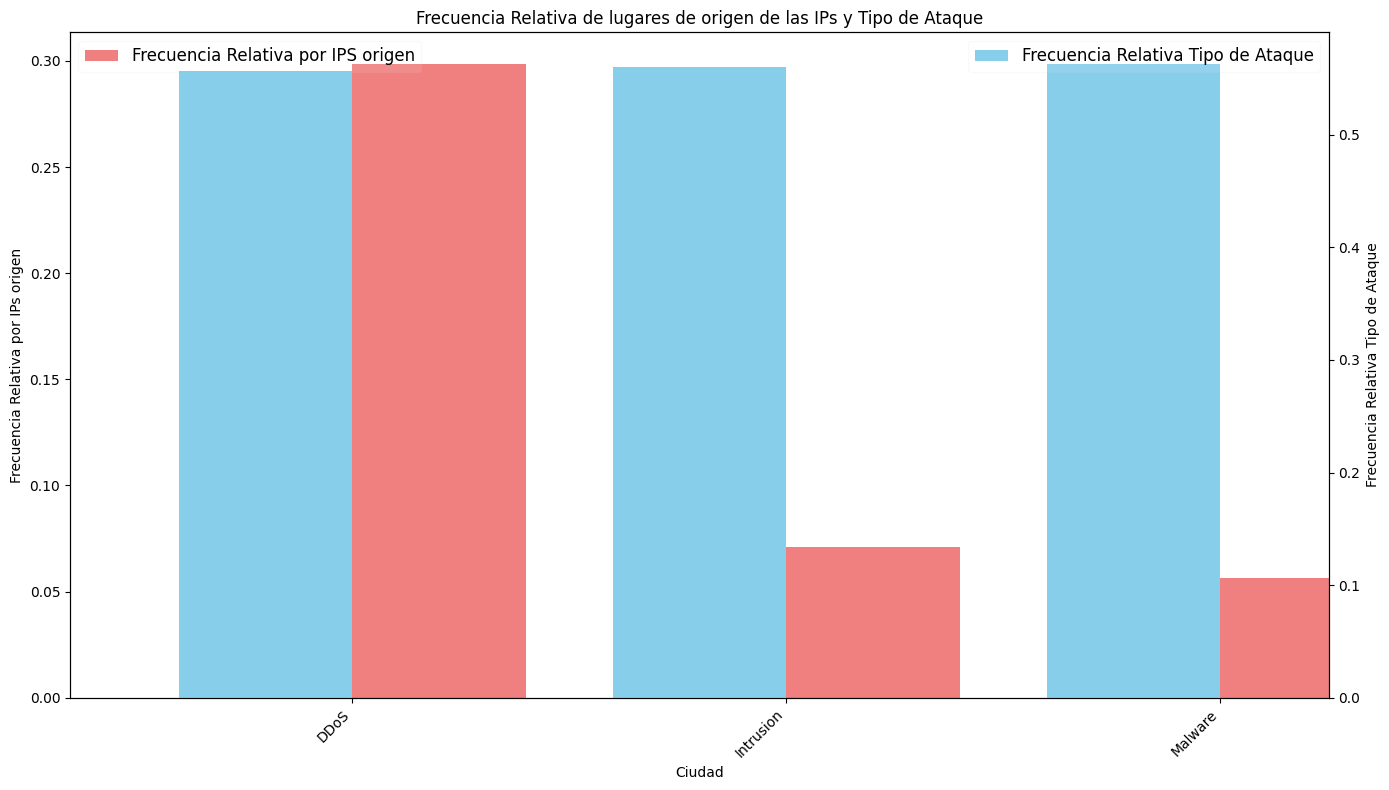 Frecuencia Relativa de lugares de origen de las IPs y Tipo de Ataque
Frecuencia Relativa por IPS origen
Frecuencia Relativa Tipo de Ataque
Frecuencia Relativa por IPs origen
0.30
0.25
0.20
0.15
0.10
0.05
0.00
0.5
0.4
0.3
0.2
0.1
0.0
Frecuencia Relativa Tipo de Ataque
DDoS
Intrusion
Malware
Ciudad